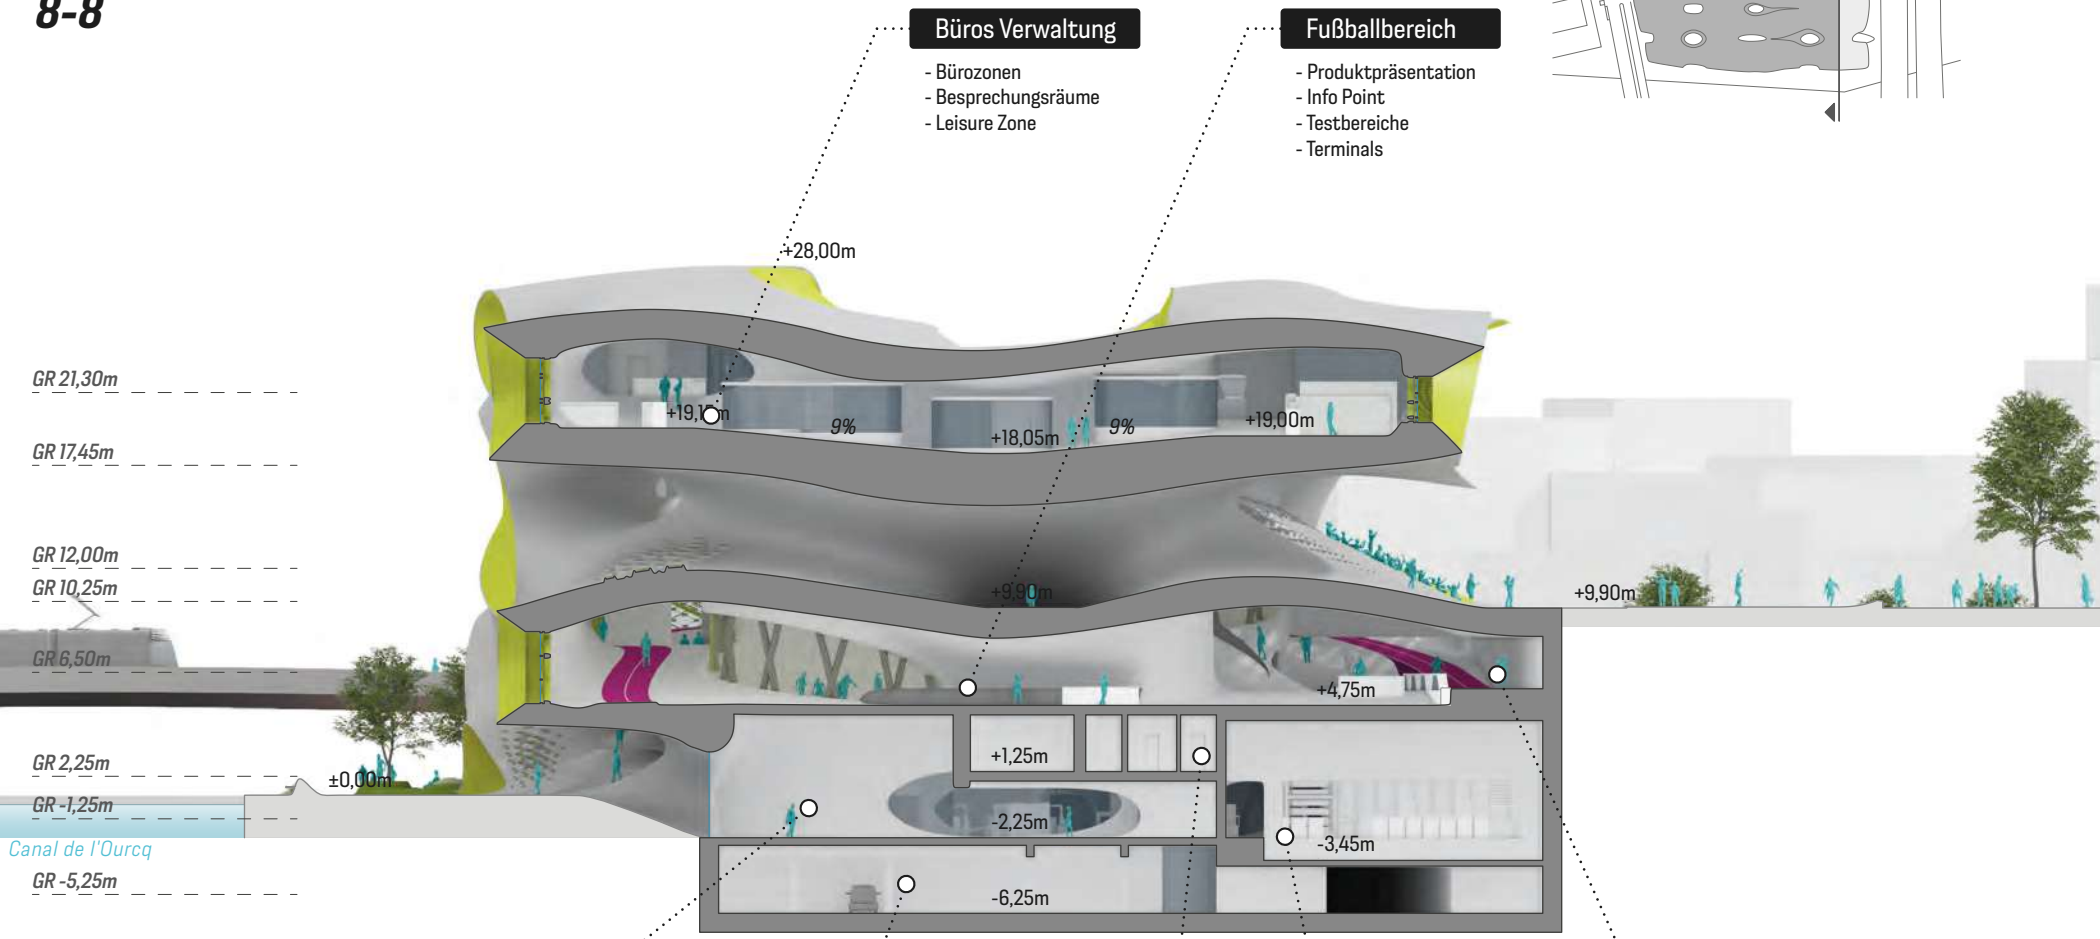 8-8
Büros Verwaltung
- Bürozonen
- Besprechungsräume
- Leisure Zone
Fußballbereich
- Produktpräsentation
- Info Point
- Testbereiche
- Terminals
+28,00m
GR 21,30m
+19,1 m
9%
+18,05m
9%
+19,00m
GR 17,45m
GR 12,00m
GR 10,25m
+9,90m
+9,90m
GR 6,50m
+4,75m
GR 2,25m
±0,00m
+1,25m
GR -1,25m
-2,25m
Canal de l'Ourcq
-3,45m
GR -5,25m
-6,25m